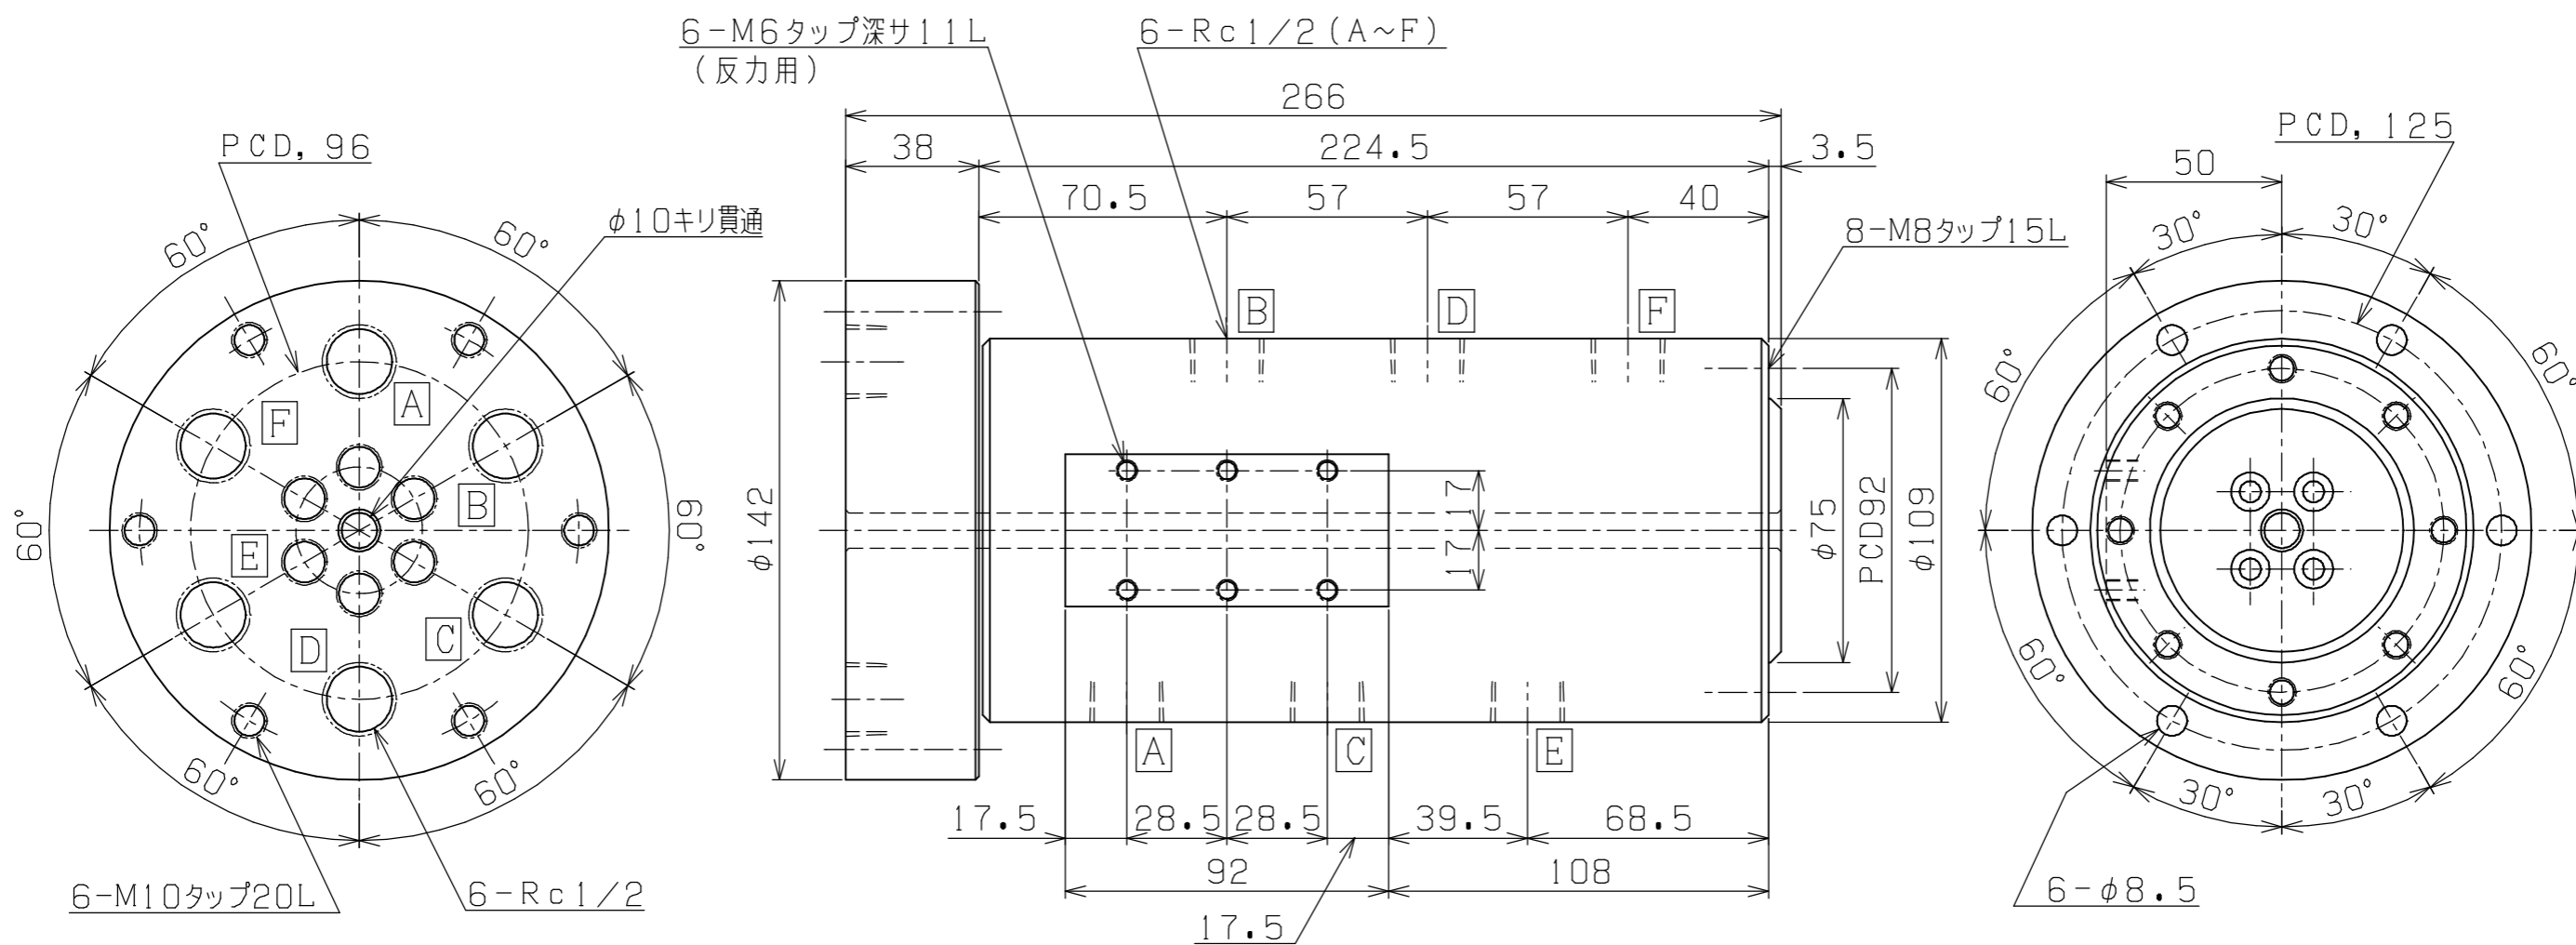 6-M6タップ深サ11L
(反力用)
6-Rc1/2(A~F)
266
38
224.5
3.5
70.5
57
57
40
8-M8タップ15L
PCD, 96
φ10キリ貫通
60°
60°
60°
60°
60°
60°
A
B
C
D
E
F
6-M10タップ20L
6-Rc1/2
B
D
F
φ142
17
17
φ75
PCD92
φ109
A
C
E
17.5
28.5
28.5
39.5
68.5
92
108
17.5
PCD, 125
50
30°
30°
60°
60°
60°
60°
30°
30°
6-φ8.5